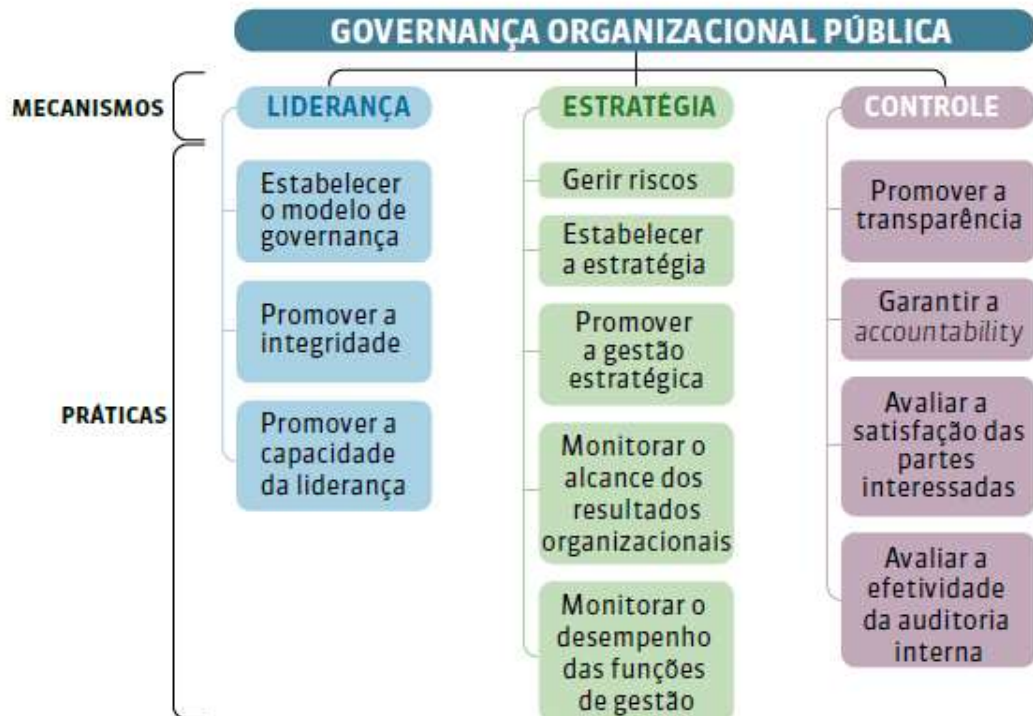 GOVERNANÇA ORGANIZACIONAL PÚBLICA
MECANISMOS
LIDERANÇA
ESTRATÉGIA
CONTROLE
PRÁTICAS
Estabelecer
o modelo de
governança
Promover a
integridade
Promover a
capacidade
da liderança
Gerir riscos
Estabelecer
a estratégia
Promover
a gestão
estratégica
Monitorar o
alcance dos
resultados
organizacionais
Monitorar o
desempenho
das funções
de gestão
Promover a
transparência
Garantir a
accountability
Avaliar a
satisfação das
partes
interessadas
Avaliar a
efetividade
da auditoria
interna